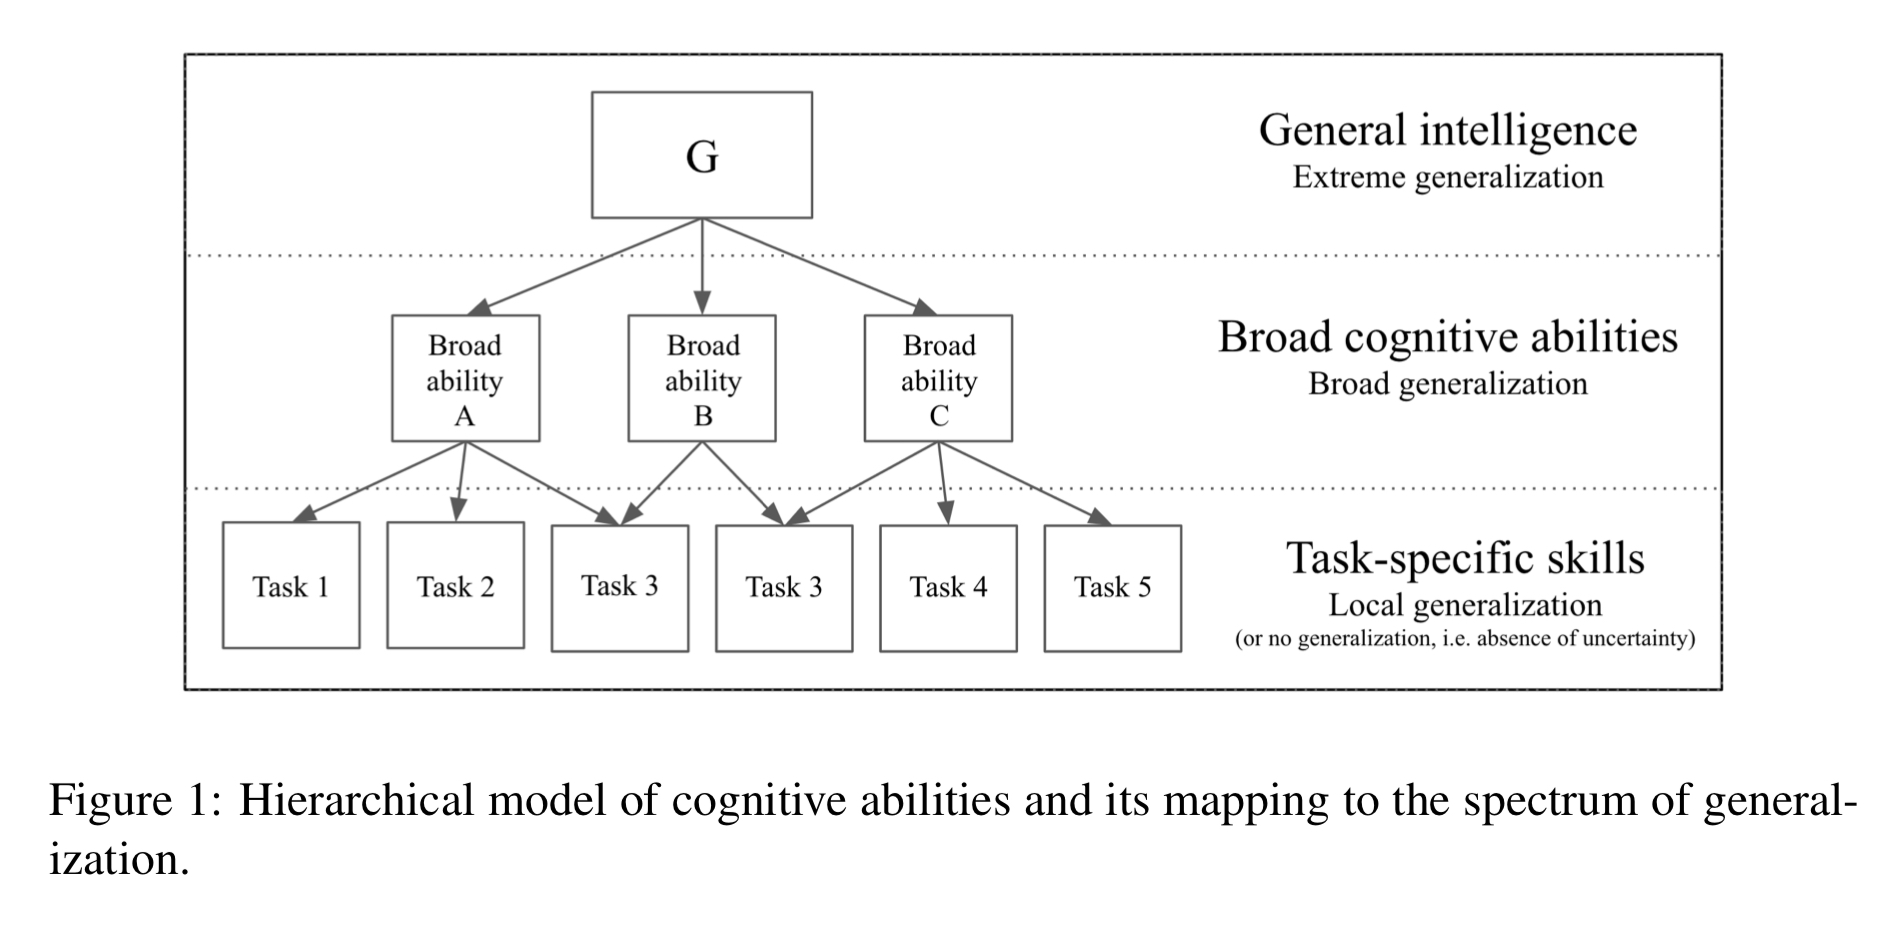 G
General intelligence
Extreme generalization
Broad
ability
A
Broad
ability
B
Broad
ability
C
Broad cognitive abilities
Broad generalization
Task 1
Task 2
Task 3
Task 3
Task 4
Task 5
Task-specific skills
Local generalization
(or no generalization, i.e. absence of uncertainty)
Figure 1: Hierarchical model of cognitive abilities and its mapping to the spectrum of general-
ization.